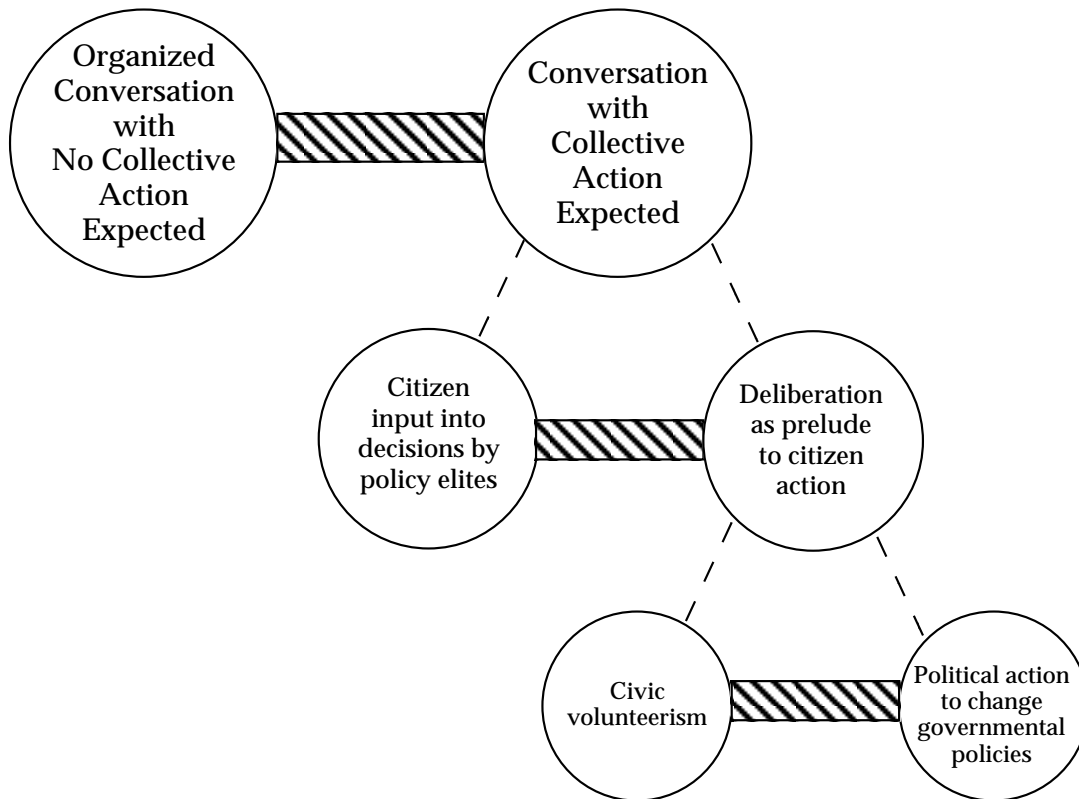 Organized
Conversation
with
No Collective
Action
Expected
Conversation
with
Collective
Action
Expected
Citizen
input into
decisions by
policy elites
Deliberation
as prelude
to citizen
action
Civic
volunteerism
Political action
to change
governmental
policies